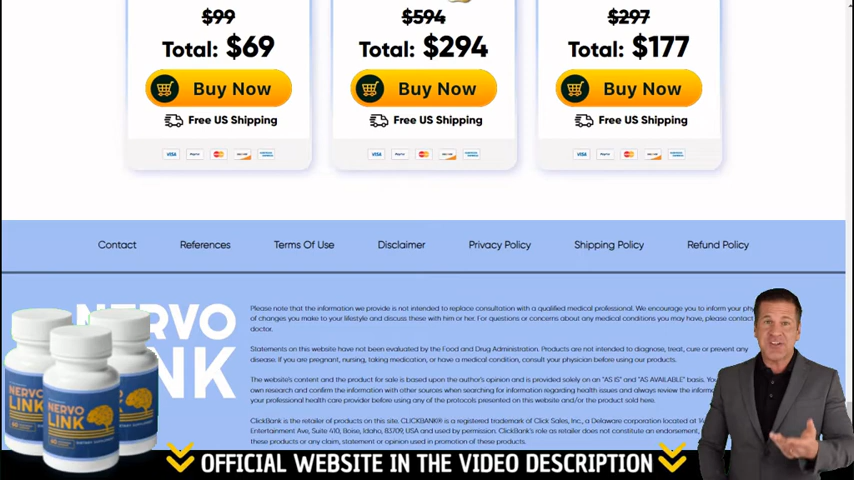 $99
$594
$297
Total: $69
Total: $294
Total: $177
Buy Now
Buy Now
Buy Now
Free US Shipping
Free US Shipping
Free US Shipping
VISA PayPal
VISA PayPal
VISA PayPal
Contact
References
Terms Of Use
Disclaimer
Privacy Policy
Shipping Policy
Refund Policy
NERVO
LINK
Please note that the information we provide is not intended to replace consultation with a qualified medical professional. We encourage you to inform your
of changes you make to your lifestyle and discuss these with him or her. For questions or concerns about any medical conditions you may have, please contact
doctor.
Statements on this website have not been evaluated by the Food and Drug Administration. Products are not intended to diagnose, treat, cure or prevent any
disease. If you are pregnant, nursing, taking medication, or have a medical condition, consult your physician before using our products.
The website's content and the product for sale is based upon the author's opinion and is provided solely on an "AS IS" and "AS AVAILABLE" basis.
own research and confirm the information with other sources when searching for information regarding health issues and always review the
your professional health care provider before using any of the protocols presented on this website and/or the product sold here.
ClickBank is the retailer of products on this site. CLICKBANK® is a registered trademark of Click Sales, Inc., a Delaware corporation located at
Entertainment Ave., Suite 410, Boise, Idaho, 83709, USA and used by permission. ClickBank's role as retailer does not constitute an endorsement,
these products or any claim, statement or opinion used in promotion of these products.
NERVO
LINK
NERVO
LINK
OFFICIAL WEBSITE IN THE VIDEO DESCRIPTION